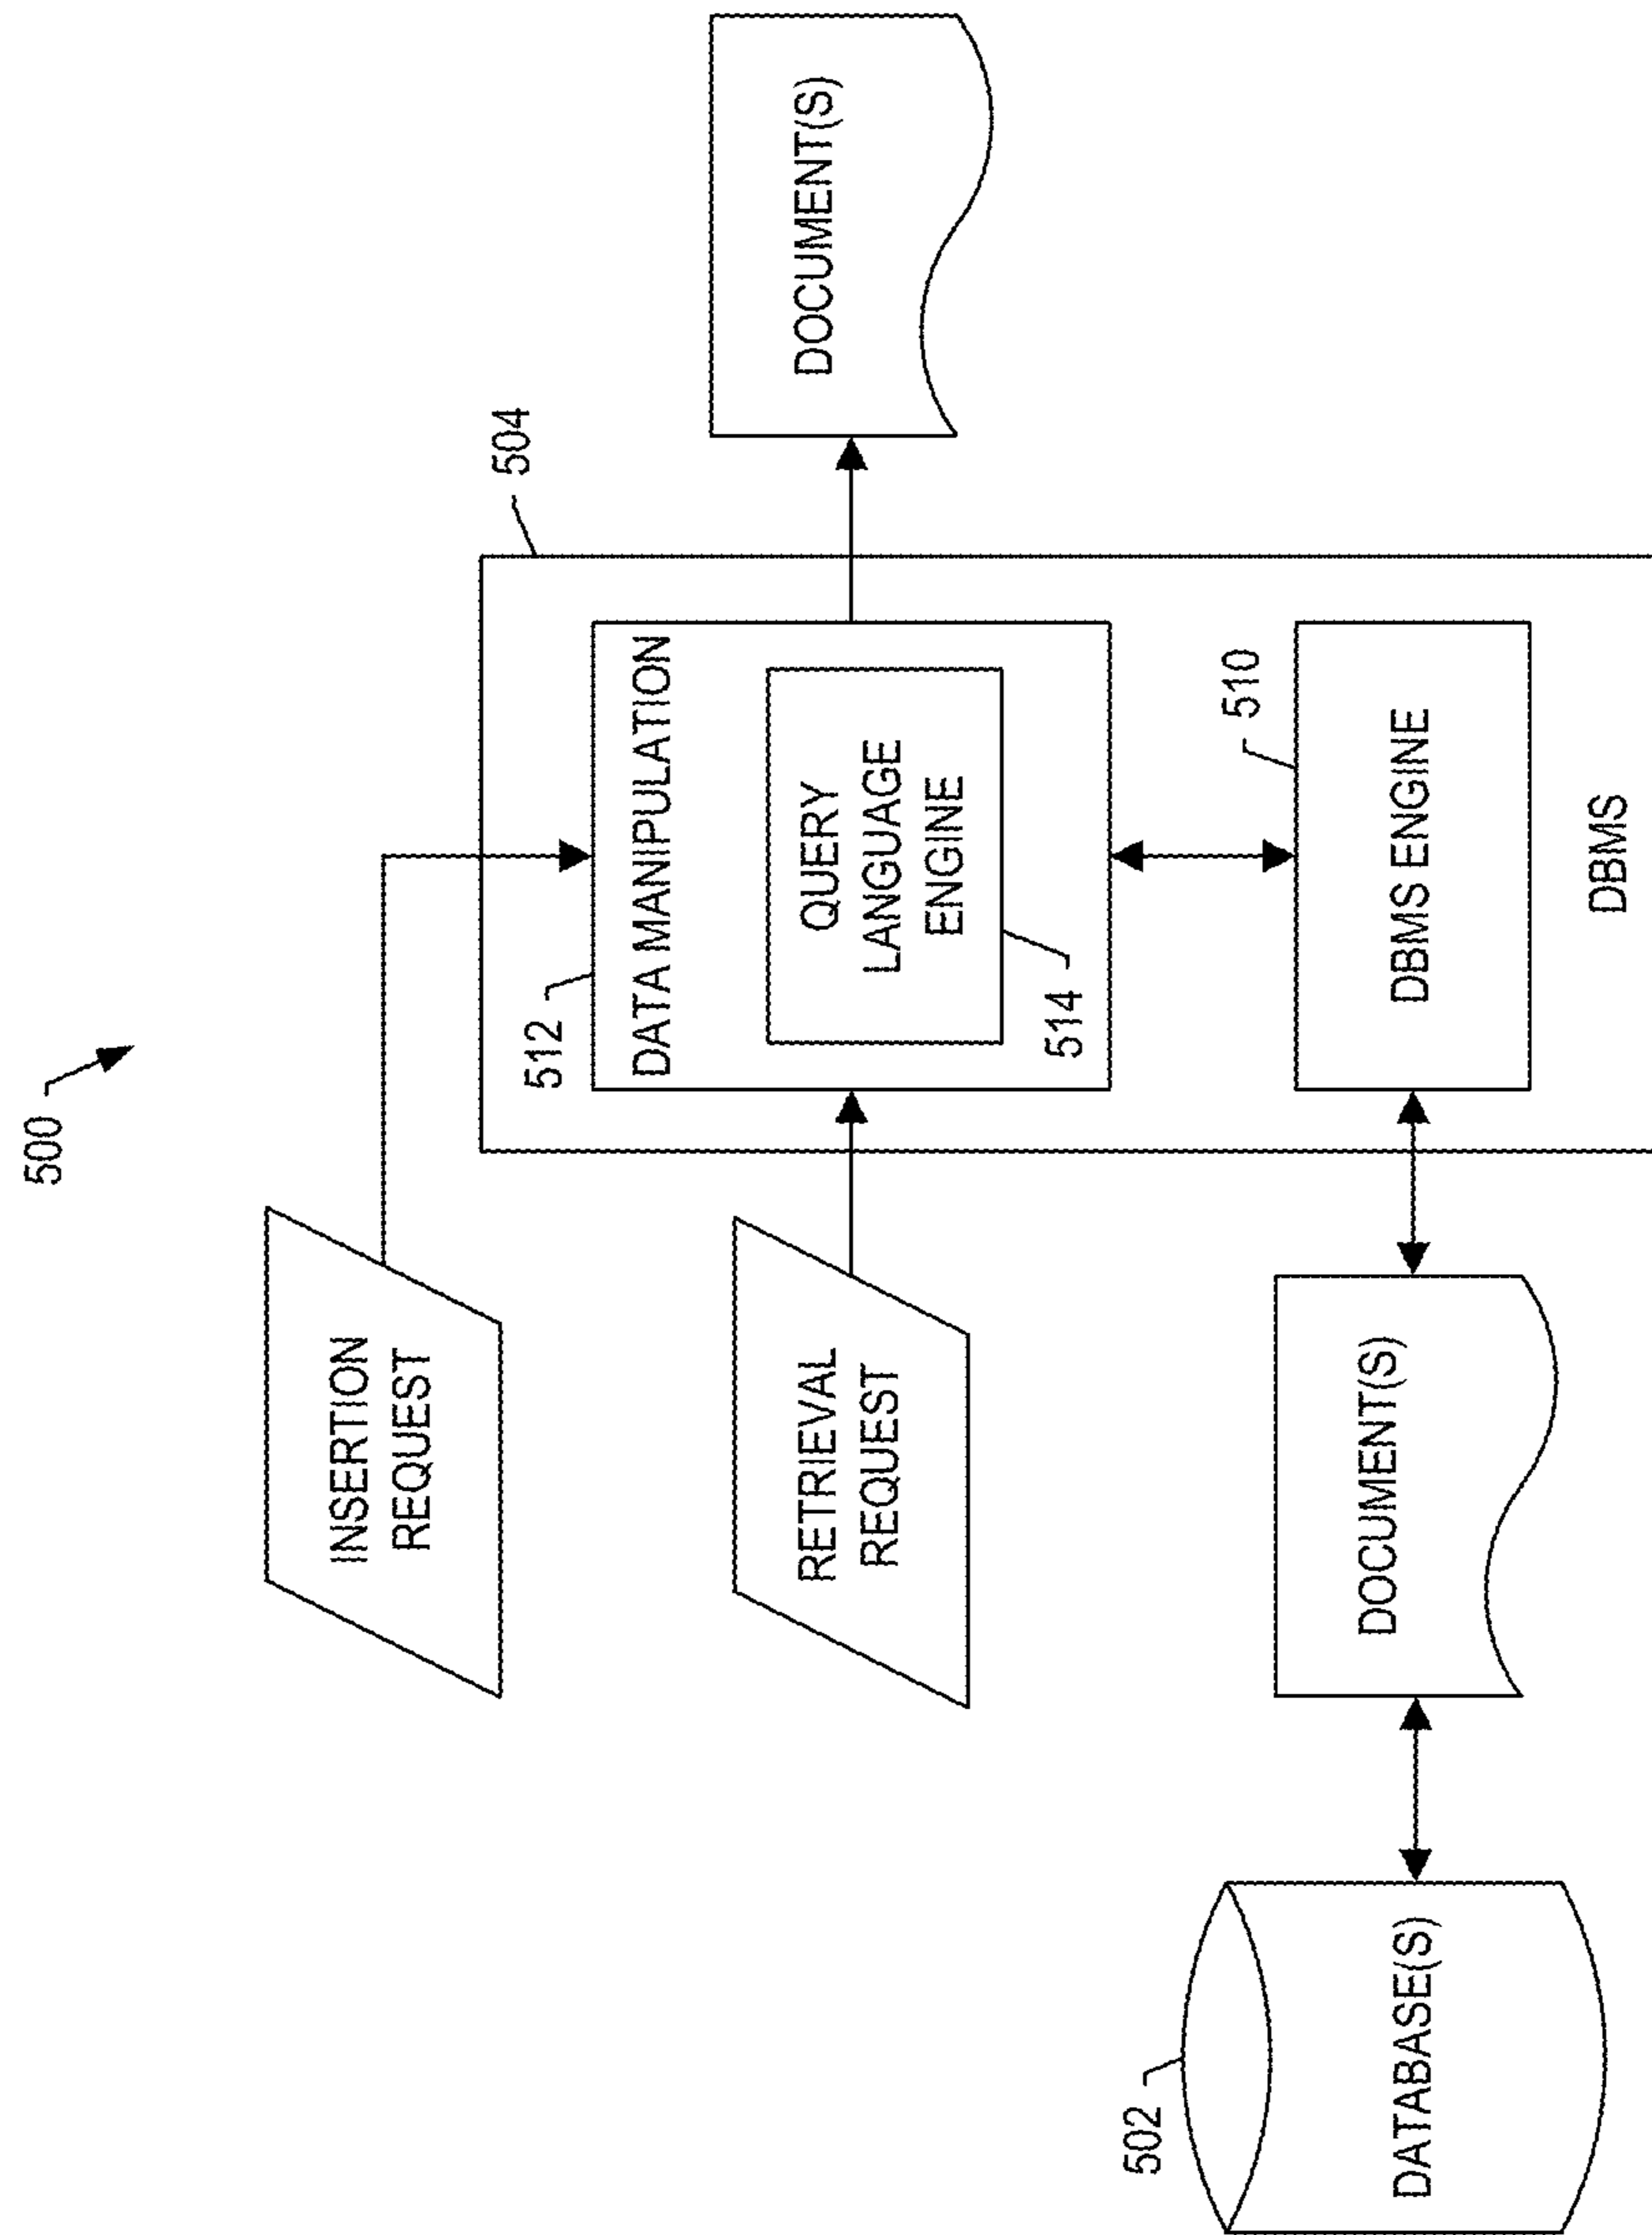 500
504
INSERTION
REQUEST
512
DATA MANIPULATION
RETRIEVAL
REQUEST
QUERY
LANGUAGE
ENGINE
514
DOCUMENT(S)
502
DATABASE(S)
DOCUMENT(S)
510
DBMS ENGINE
DBMS